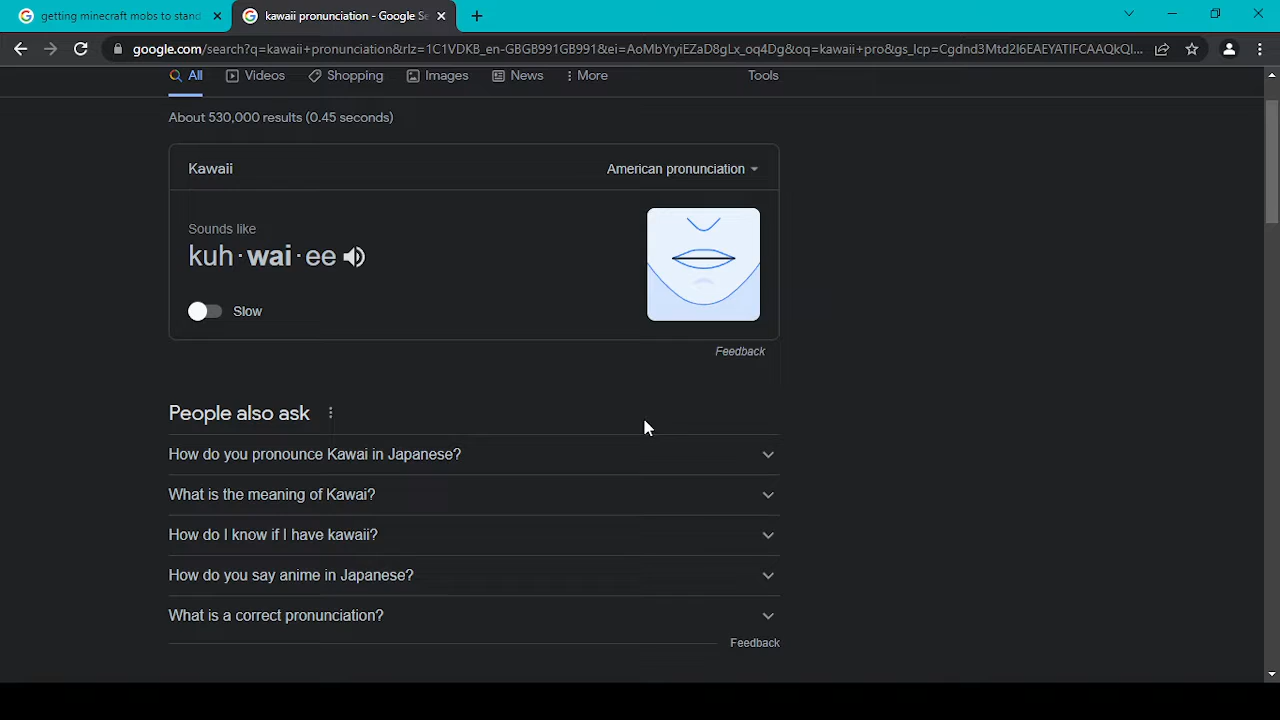 getting minecraft mobs to stand
kawaii pronunciation - Google Se
google.com/search?q=kawaii+pronunciation&rlz=1C1VDKB_en-GBGB991GB991&ei=AoMbYryiEZaD8gLx_oq4Dg&oq=kawaii+pro&gs_lcp=Cgdnd3Mtd2l6EAEYATIFCAAQkQI...
All Videos Shopping Images News More Tools
About 530,000 results (0.45 seconds)
Kawaii American pronunciation
Sounds like
kuh·wai·ee
Slow
Feedback
People also ask
How do you pronounce Kawai in Japanese?
What is the meaning of Kawai?
How do I know if I have kawaii?
How do you say anime in Japanese?
What is a correct pronunciation?
Feedback